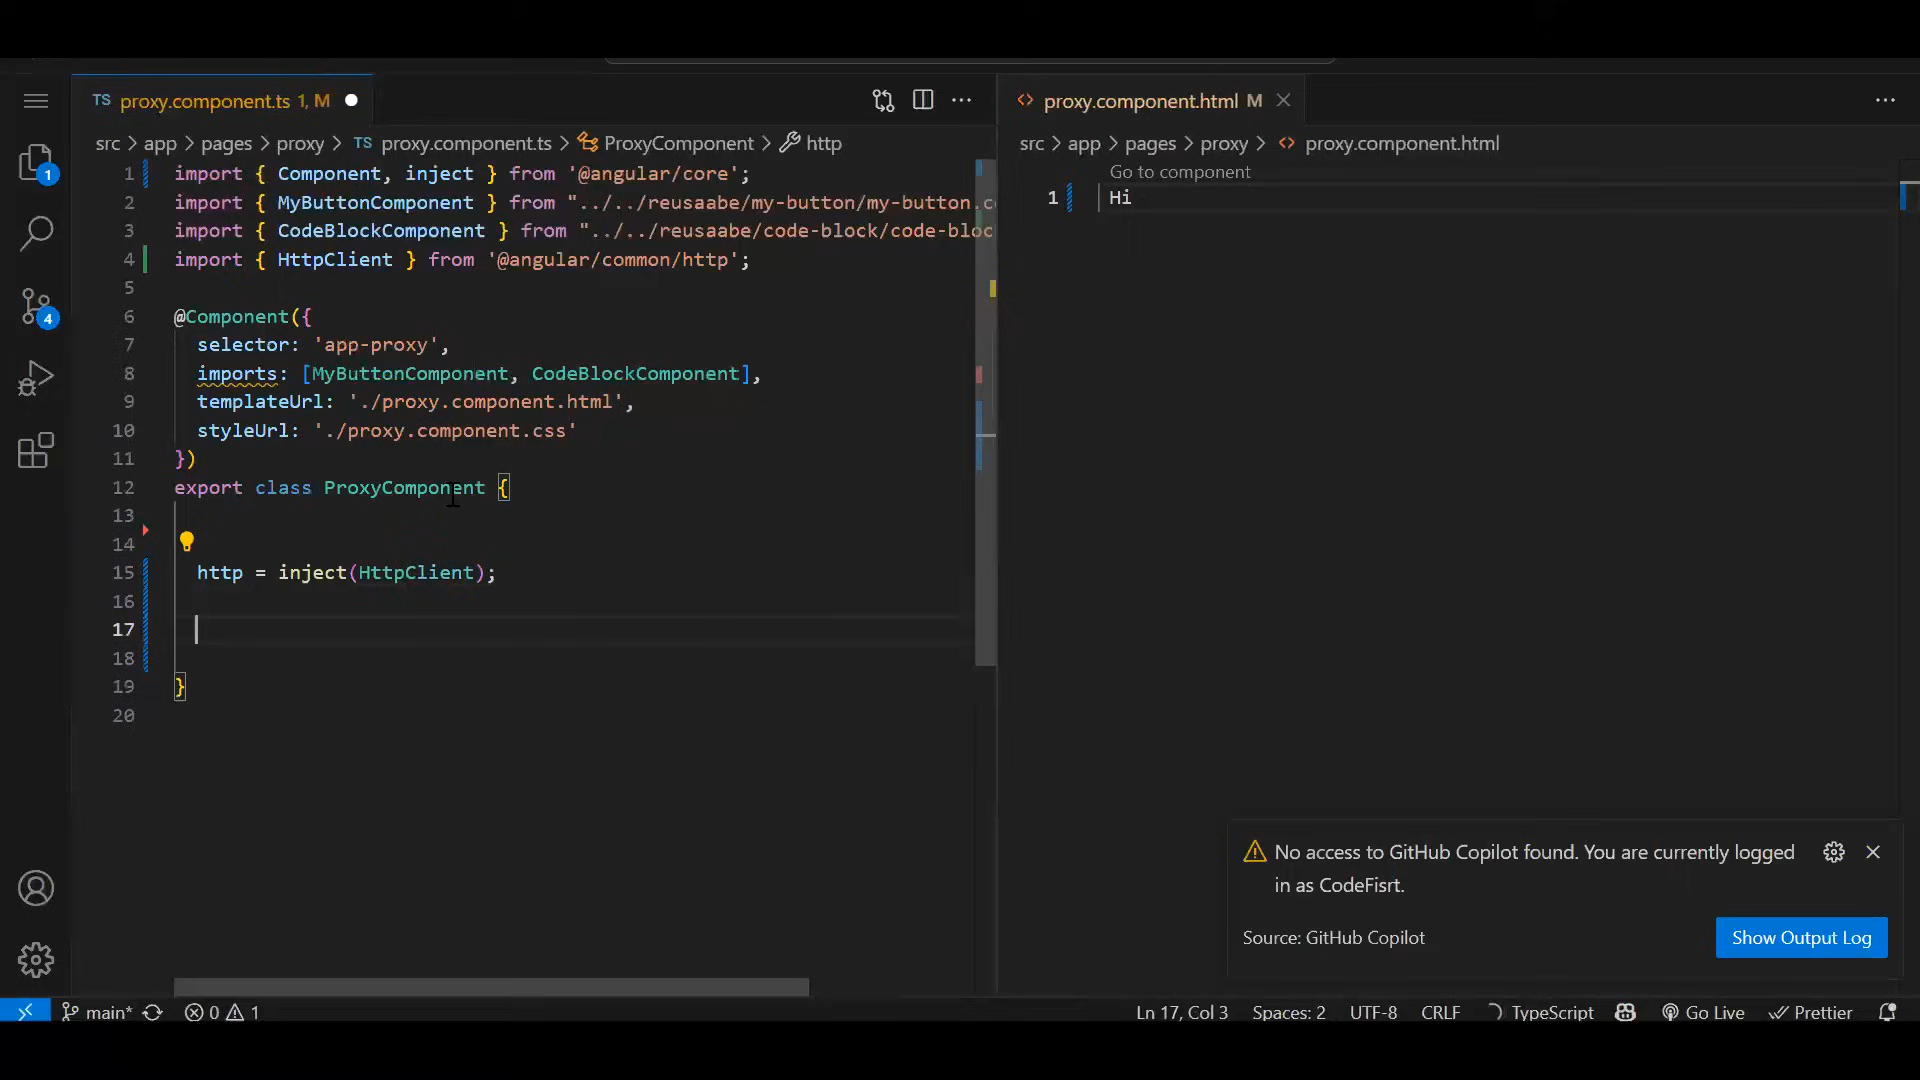 TS proxy.component.ts 1, M
src > app > pages > proxy > TS proxy.component.ts > ProxyComponent > http
1 import { Component, inject } from '@angular/core';
2 import { MyButtonComponent } from "../../reusaabe/my-button/my-button.c
3 import { CodeBlockComponent } from "../../reusaabe/code-block/code-bloc
4 import { HttpClient } from '@angular/common/http';
5
6 @Component({
7 selector: 'app-proxy',
8 imports: [MyButtonComponent, CodeBlockComponent],
9 templateUrl: './proxy.component.html',
10 styleUrl: './proxy.component.css'
11 })
12 export class ProxyComponent {
13
14
15 http = inject(HttpClient);
16
17
18
19 }
20
<> proxy.component.html M
src > app > pages > proxy > <> proxy.component.html
Go to component
1 Hi
1
4
No access to GitHub Copilot found. You are currently logged
in as CodeFisrt.
Source: GitHub Copilot
Show Output Log
main* 0 1 Ln 17, Col 3 Spaces: 2 UTF-8 CRLF TypeScript Go Live Prettier